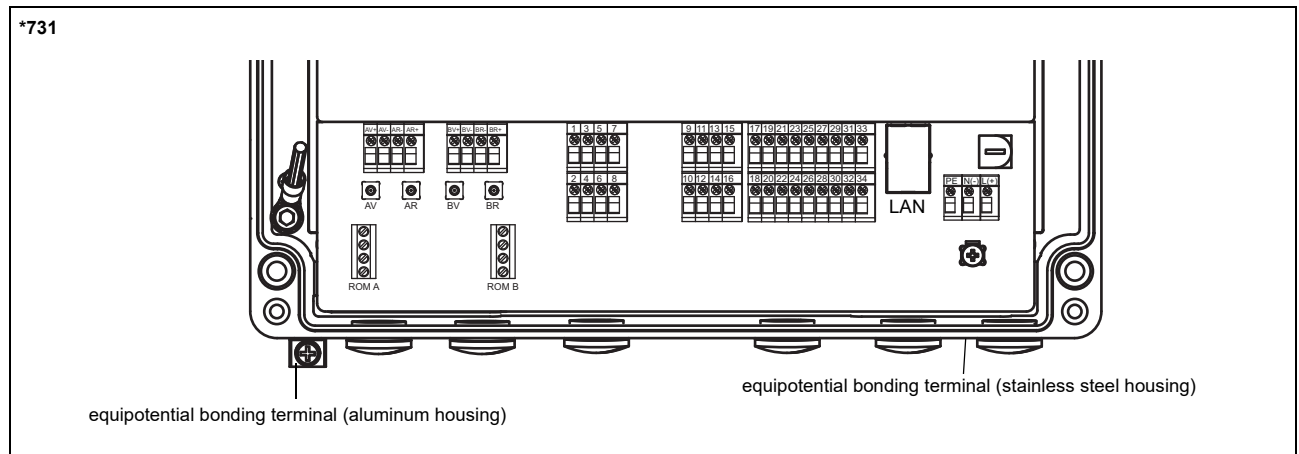 *731
AV+ AV- AR- AR+ BV+ BV- BR- BR+ 1 3 5 7 9 11 13 15 17 19 21 23 25 27 29 31 33
2 4 6 8 10 12 14 16 18 20 22 24 26 28 30 32 34 PE N(-) L(+)
AV AR BV BR LAN
ROM A ROM B
equipotential bonding terminal (stainless steel housing)
equipotential bonding terminal (aluminum housing)